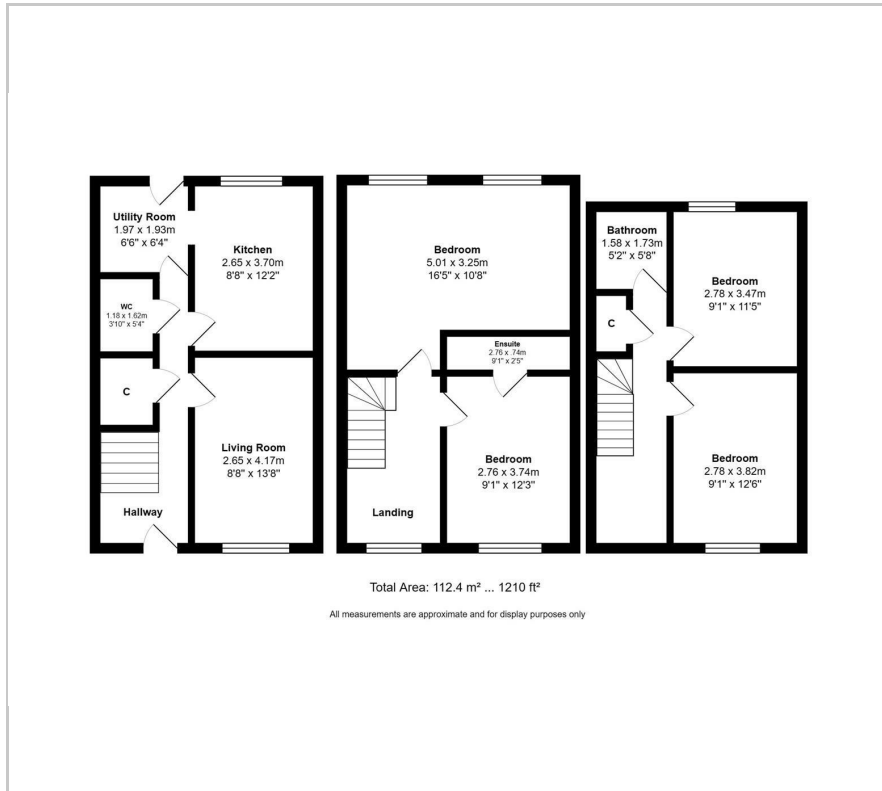 Utility Room
1.97 x 1.93m
6'6" x 6'4"
Kitchen
2.65 x 3.70m
8'8" x 12'2"
WC
1.18 x 1.62m
3'10" x 5'4"
C
Living Room
2.65 x 4.17m
8'8" x 13'8"
Hallway
Bedroom
5.01 x 3.25m
16'5" x 10'8"
Ensuite
2.76 x .74m
9'1" x 2'5"
Bedroom
2.76 x 3.74m
9'1" x 12'3"
Landing
Bathroom
1.58 x 1.73m
5'2" x 5'8"
Bedroom
2.78 x 3.47m
9'1" x 11'5"
C
Bedroom
2.78 x 3.82m
9'1" x 12'6"
Total Area: 112.4 m² ... 1210 ft²
All measurements are approximate and for display purposes only